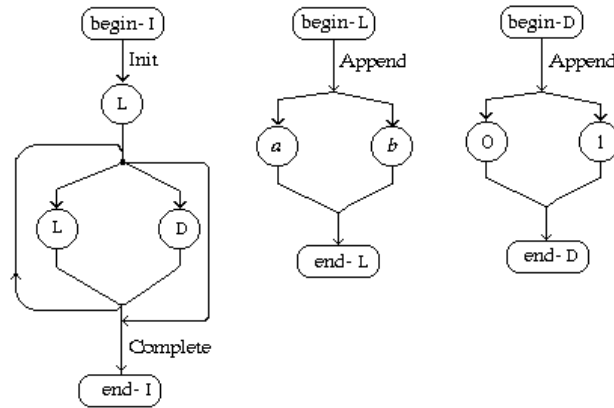 begin- I
Init
L
L
D
Complete
end- I
begin- L
Append
a
b
end- L
begin- D
Append
0
1
end- D